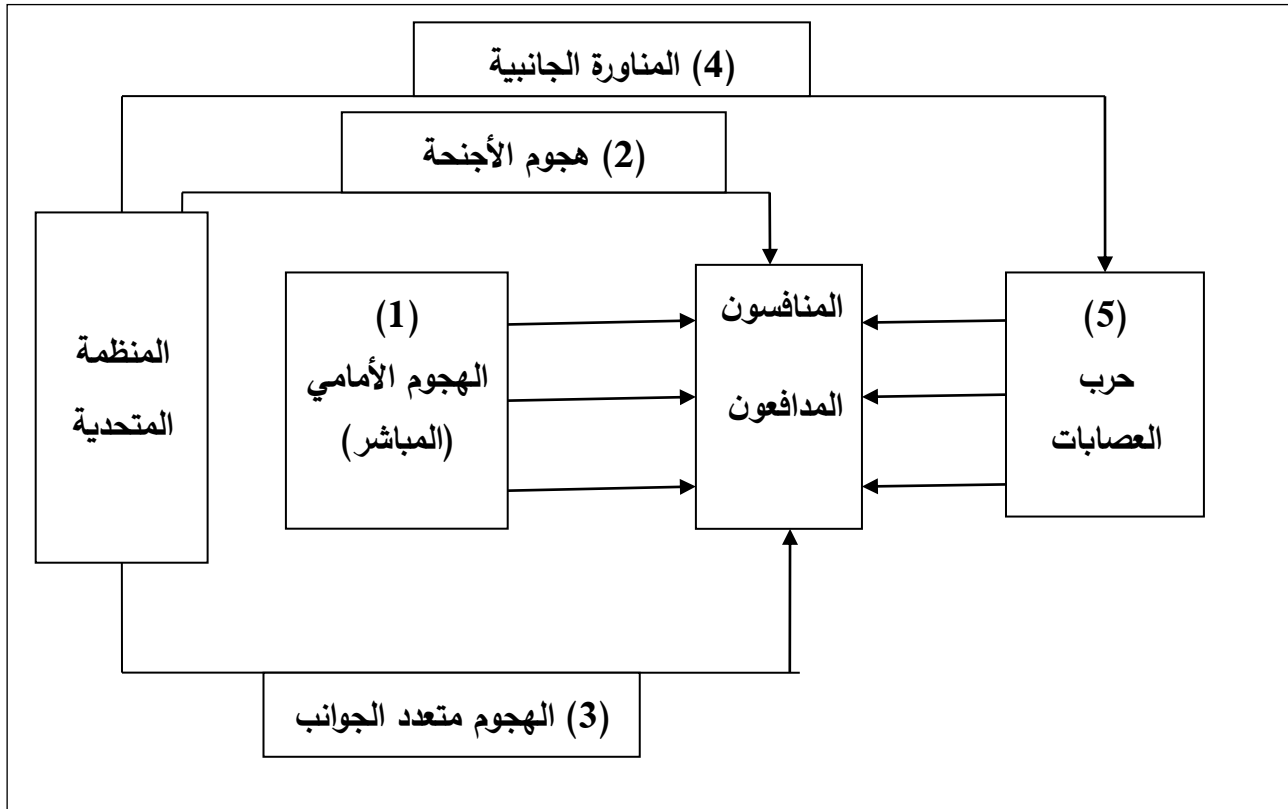 (4) المناورة الجانبية
(2) هجوم الأجنحة
المنظمة
المتحدية
(1)
الهجوم الأمامي
(المباشر)
المنافسون
المدافعون
(5)
حرب
العصابات
(3) الهجوم متعدد الجوانب